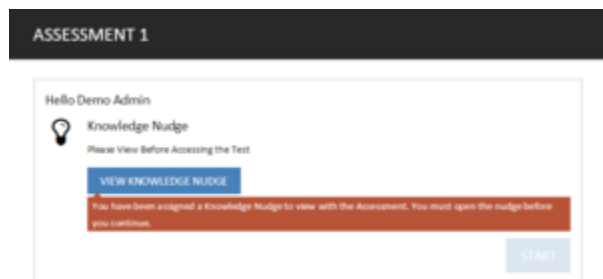 ASSESSMENT 1
Hello Demo Admin
Knowledge Nudge
Please View Before Accessing the Test
VIEW KNOWLEDGE NUDGE
You have been assigned a Knowledge Nudge to view with the Assessment. You must open the nudge before
you continue.
START